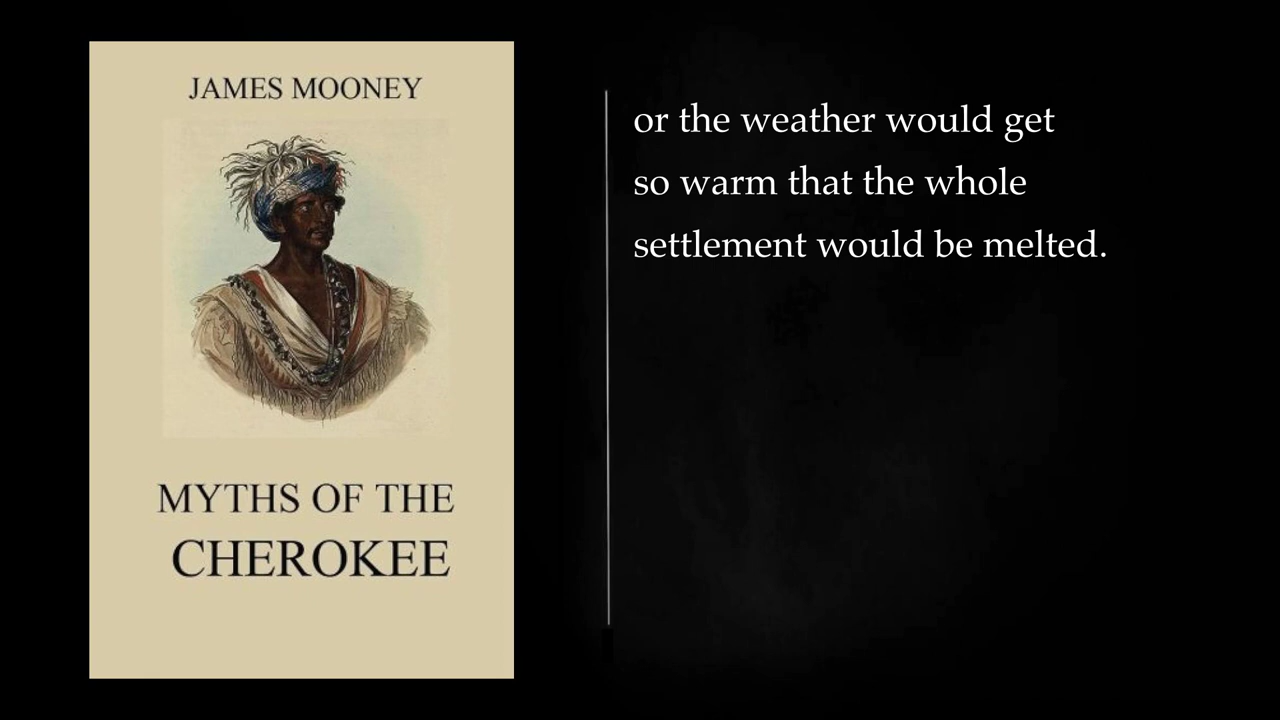 JAMES MOONEY
MYTHS OF THE
CHEROKEE
or the weather would get
so warm that the whole
settlement would be melted.